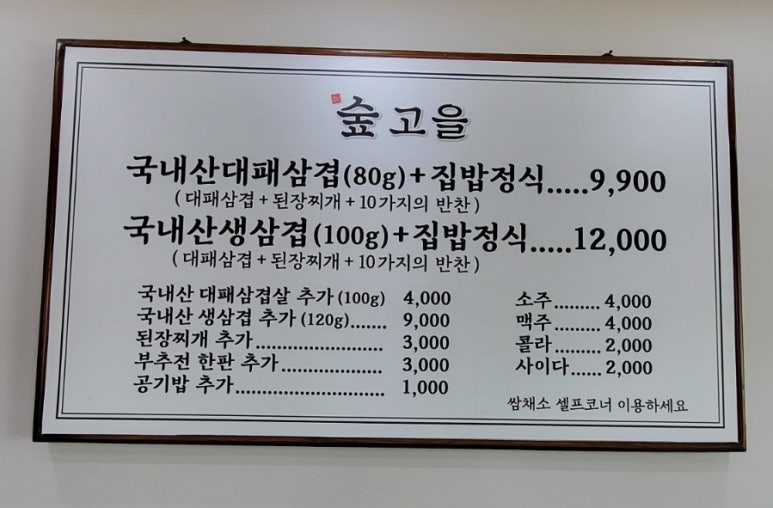 숲고을
국내산대패삼겹(80g)+집밥정식.....9,900
(대패삼겹+된장찌개+10가지의 반찬)
국내산생삼겹(100g)+집밥정식.....12,000
(대패삼겹+된장찌개+10가지의 반찬)
국내산 대패삼겹살 추가(100g) 4,000
국내산 생삼겹 추가(120g)....... 9,000
된장찌개 추가........................ 3,000
부추전 한판 추가................... 3,000
공기밥 추가............................ 1,000
소주......... 4,000
맥주......... 4,000
콜라......... 2,000
사이다...... 2,000
쌈채소 셀프코너 이용하세요